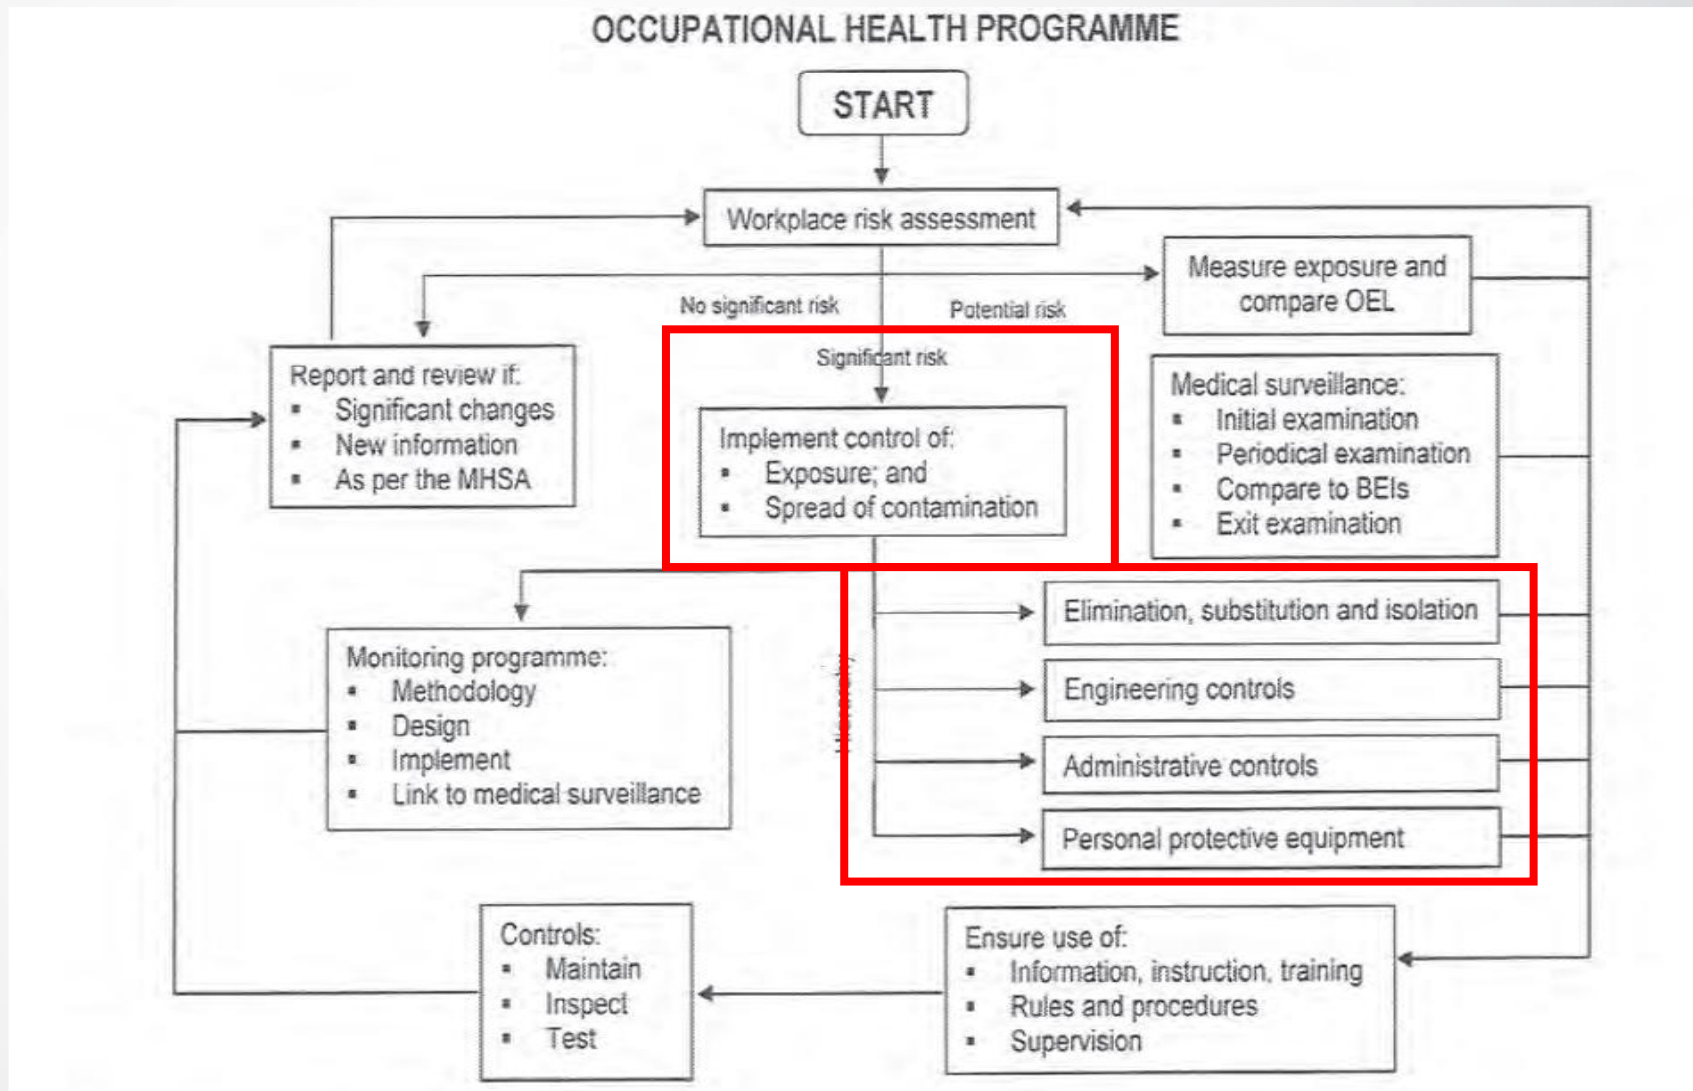 OCCUPATIONAL HEALTH PROGRAMME
START
Workplace risk assessment
Measure exposure and
compare OEL
No significant risk
Potential risk
Significant risk
Report and review if:
▪ Significant changes
▪ New information
▪ As per the MHSA
Implement control of:
▪ Exposure; and
▪ Spread of contamination
Medical surveillance:
▪ Initial examination
▪ Periodical examination
▪ Compare to BEIs
▪ Exit examination
Monitoring programme:
▪ Methodology
▪ Design
▪ Implement
▪ Link to medical surveillance
Elimination, substitution and isolation
Engineering controls
Administrative controls
Personal protective equipment
Controls:
▪ Maintain
▪ Inspect
▪ Test
Ensure use of:
▪ Information, instruction, training
▪ Rules and procedures
▪ Supervision